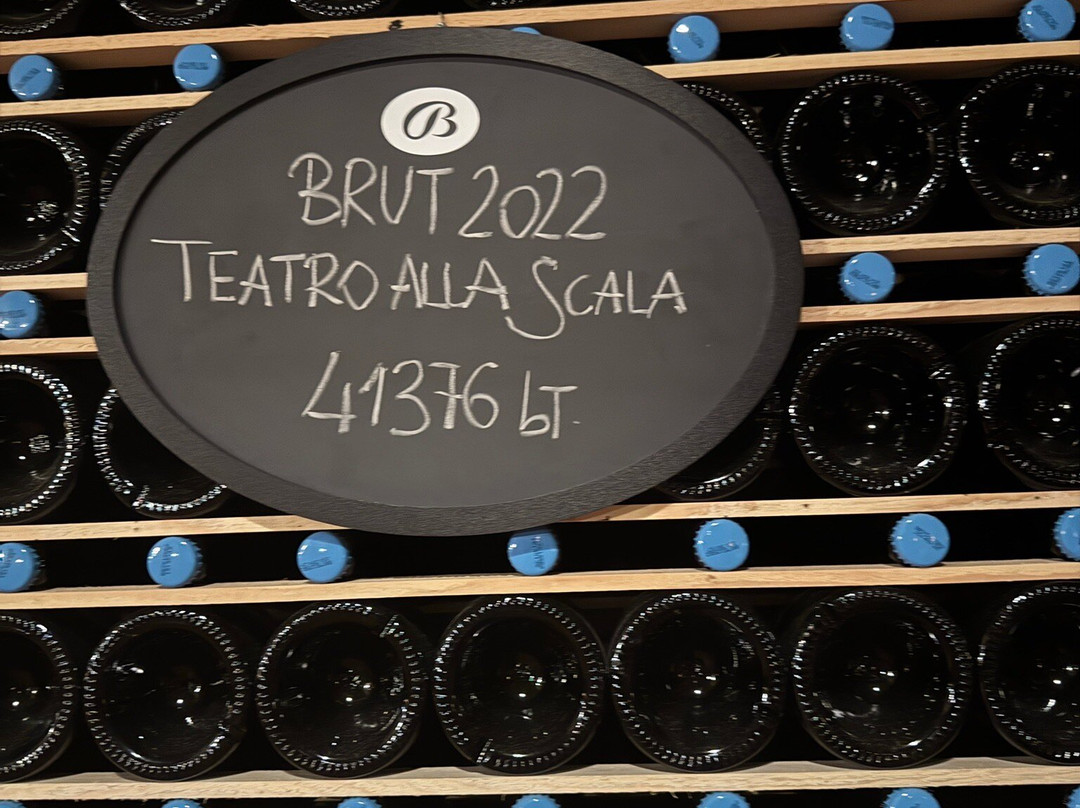 B
BRUT 2022
TEATRO ALLA SCALA
41376 bT.